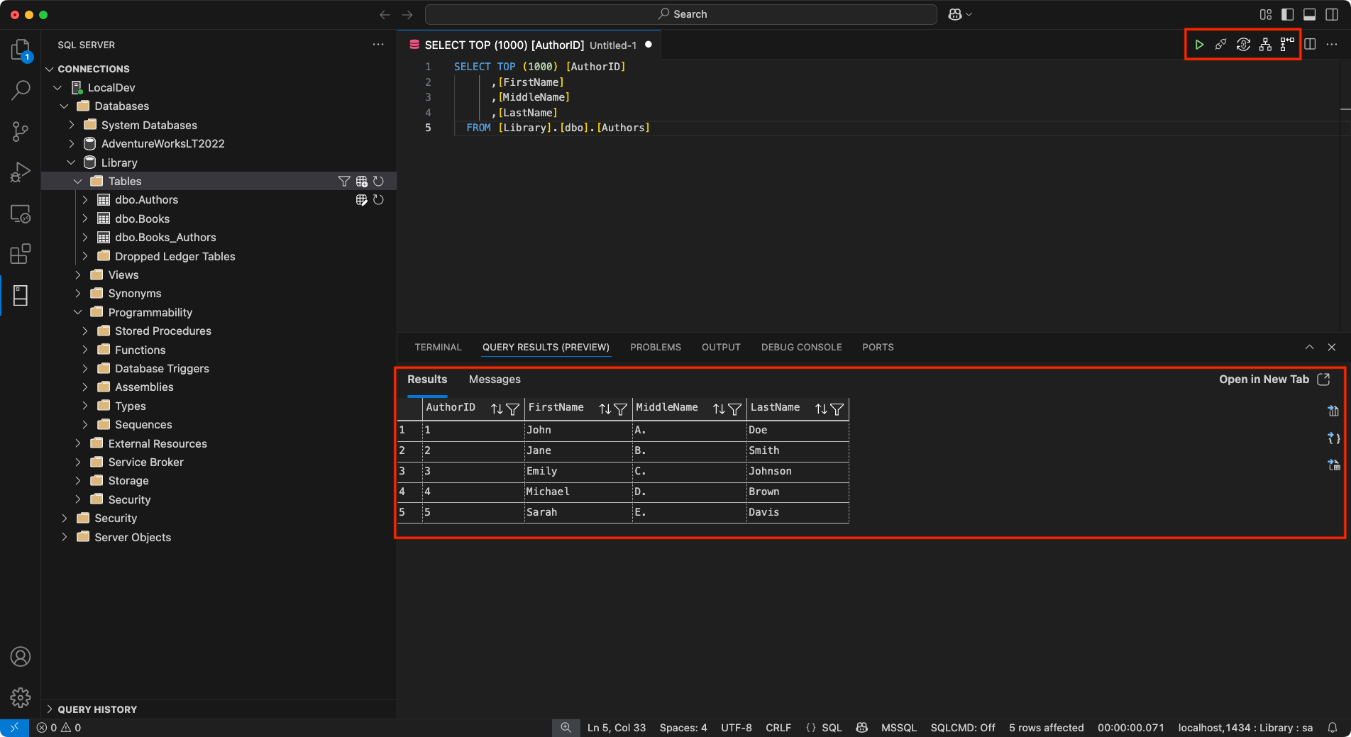 Search
SQL SERVER
CONNECTIONS
LocalDev
Databases
System Databases
AdventureWorksLT2022
Library
Tables
dbo.Authors
dbo.Books
dbo.Books_Authors
Dropped Ledger Tables
Views
Synonyms
Programmability
Stored Procedures
Functions
Database Triggers
Assemblies
Types
Sequences
External Resources
Service Broker
Storage
Security
Security
Server Objects
QUERY HISTORY
1
SELECT TOP (1000) [AuthorID] Untitled-1
1 SELECT TOP (1000) [AuthorID]
2 ,[FirstName]
3 ,[MiddleName]
4 ,[LastName]
5 FROM [Library].[dbo].[Authors]
TERMINAL QUERY RESULTS (PREVIEW) PROBLEMS OUTPUT DEBUG CONSOLE PORTS
Results Messages Open in New Tab
AuthorID FirstName MiddleName LastName
1 1 John A. Doe
2 2 Jane B. Smith
3 3 Emily C. Johnson
4 4 Michael D. Brown
5 5 Sarah E. Davis
0 0 Ln 5, Col 33 Spaces: 4 UTF-8 CRLF {} SQL MSSQL SQLCMD: Off 5 rows affected 00:00:00.071 localhost,1434 : Library : sa